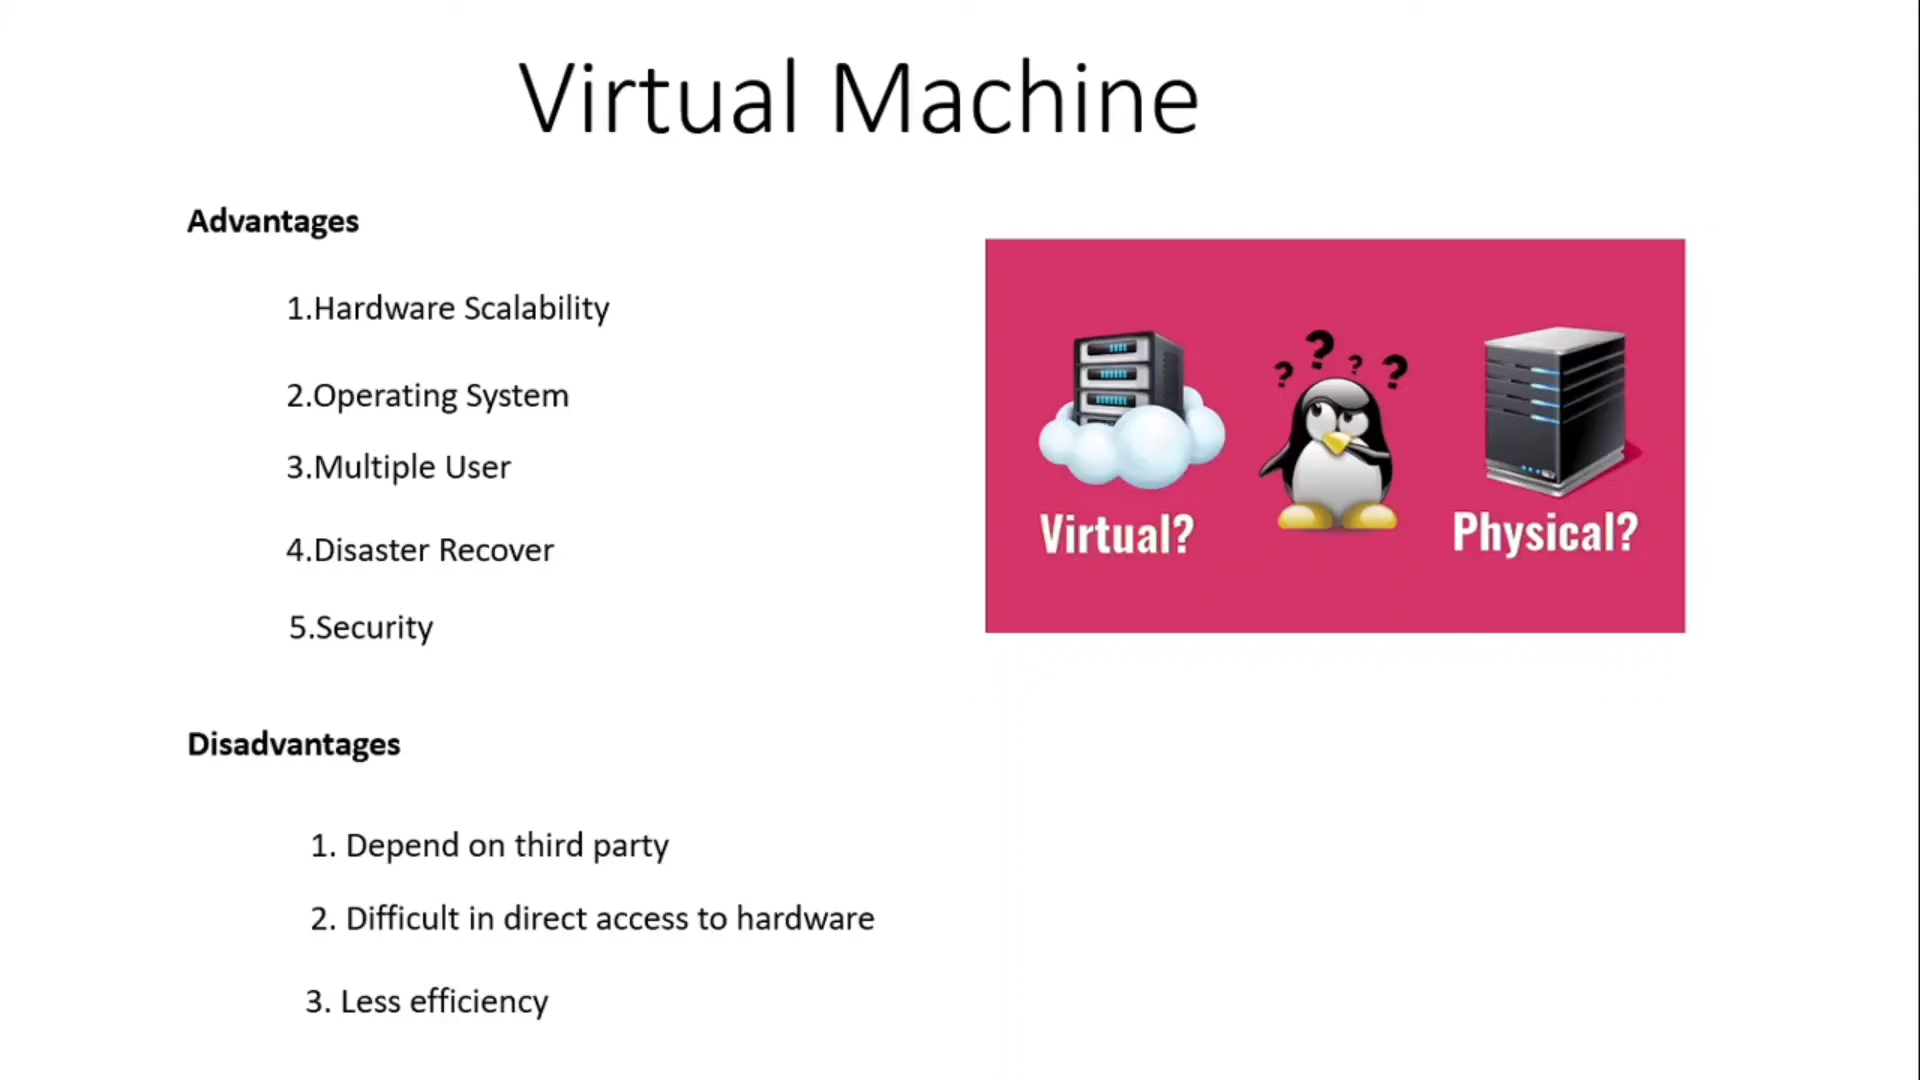 Virtual Machine
Advantages
1.Hardware Scalability
2.Operating System
3.Multiple User
4.Disaster Recover
5.Security
? ? ? ?
Virtual?
Physical?
Disadvantages
1. Depend on third party
2. Difficult in direct access to hardware
3. Less efficiency